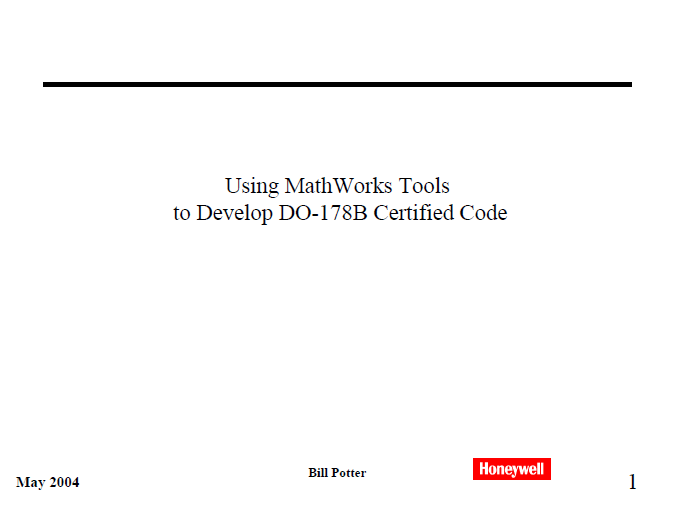 Using MathWorks Tools
to Develop DO-178B Certified Code
May 2004
Bill Potter
Honeywell
1